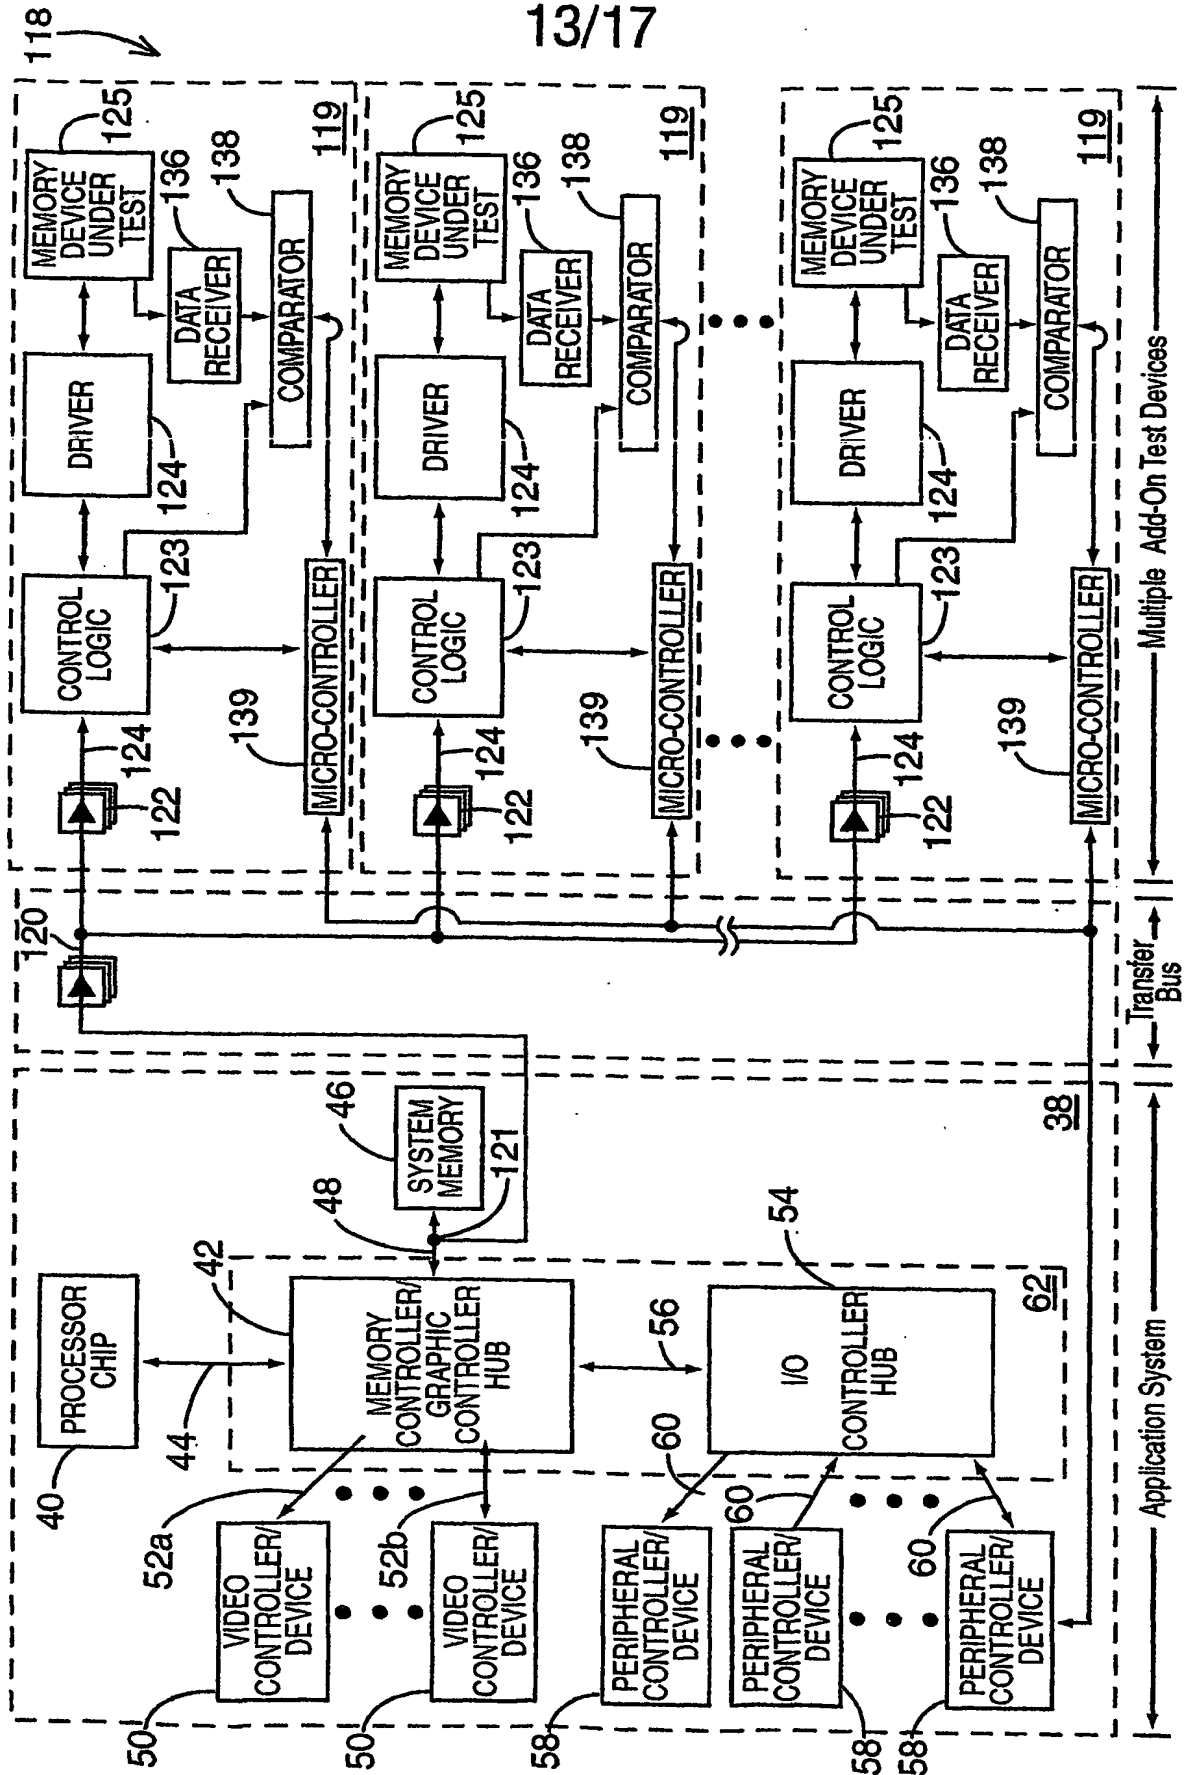 13/17
118
MEMORY
DEVICE
UNDER
TEST
125
DRIVER
124
CONTROL
LOGIC
123
124
122
DATA
RECEIVER
136
COMPARATOR
138
MICRO-CONTROLLER
139
119
MEMORY
DEVICE
UNDER
TEST
125
DRIVER
124
CONTROL
LOGIC
123
124
122
DATA
RECEIVER
136
COMPARATOR
138
MICRO-CONTROLLER
139
119
MEMORY
DEVICE
UNDER
TEST
125
DRIVER
124
CONTROL
LOGIC
123
124
122
DATA
RECEIVER
136
COMPARATOR
138
MICRO-CONTROLLER
139
119
Multiple Add-On Test Devices
120
Transfer
Bus
PROCESSOR
CHIP
40
44
42
MEMORY
CONTROLLER/
GRAPHIC
CONTROLLER
HUB
48
SYSTEM
MEMORY
46
121
52a
52b
VIDEO
CONTROLLER/
DEVICE
50
VIDEO
CONTROLLER/
DEVICE
50
56
I/O
CONTROLLER
HUB
54
62
60
60
60
PERIPHERAL
CONTROLLER/
DEVICE
58
PERIPHERAL
CONTROLLER/
DEVICE
58
PERIPHERAL
CONTROLLER/
DEVICE
58
38
Application System